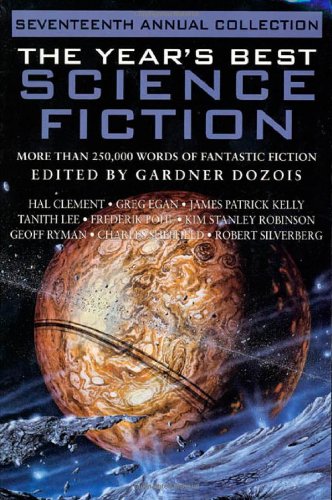 SEVENTEENTH ANNUAL COLLECTION
THE YEAR'S BEST
SCIENCE
FICTION
MORE THAN 250,000 WORDS OF FANTASTIC FICTION
EDITED BY GARDNER DOZOIS
HAL CLEMENT • GREG EGAN • JAMES PATRICK KELLY
TANITH LEE • FREDERIK POHL • KIM STANLEY ROBINSON
GEOFF RYMAN • CHARLES SHEFFIELD • ROBERT SILVERBERG